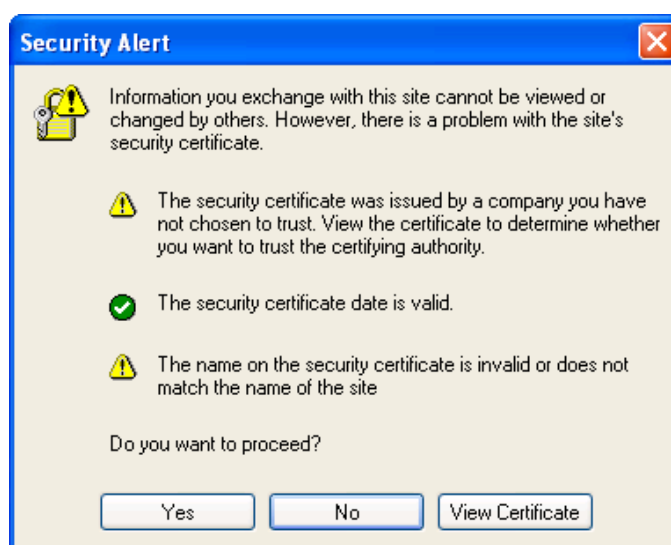 Security Alert
Information you exchange with this site cannot be viewed or
changed by others. However, there is a problem with the site's
security certificate.
The security certificate was issued by a company you have
not chosen to trust. View the certificate to determine whether
you want to trust the certifying authority.
The security certificate date is valid.
The name on the security certificate is invalid or does not
match the name of the site
Do you want to proceed?
Yes
No
View Certificate